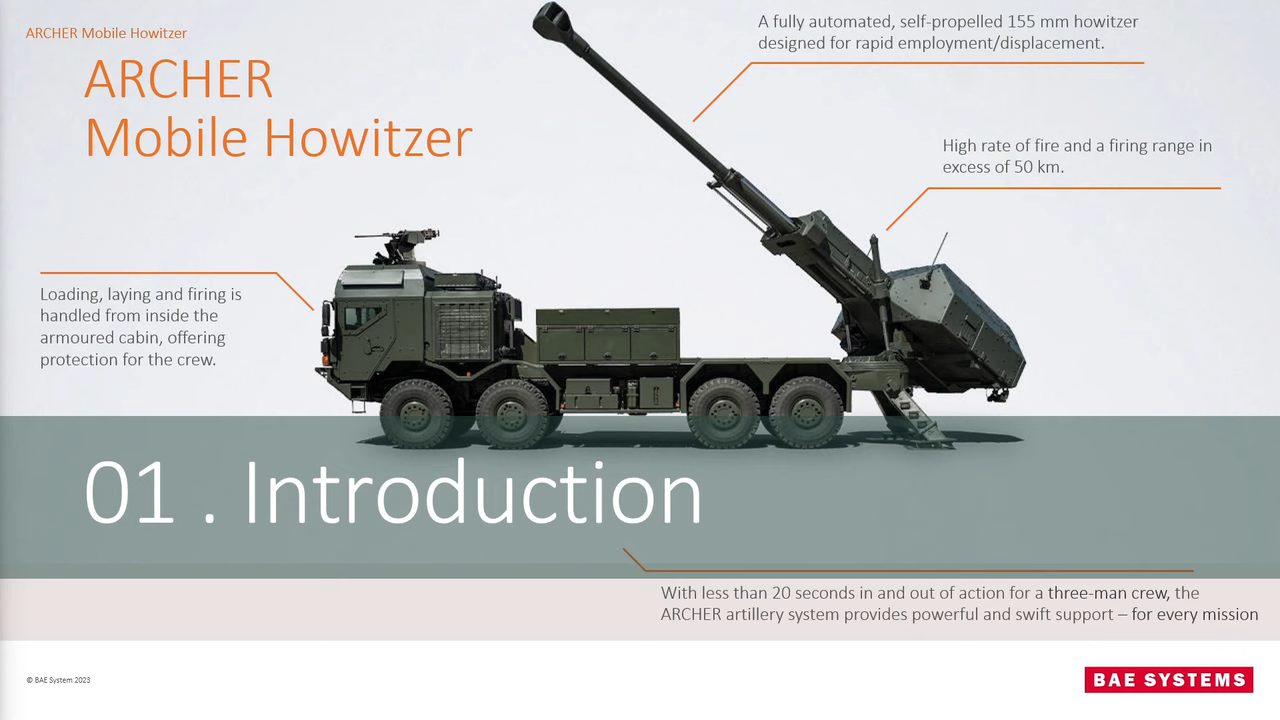 ARCHER Mobile Howitzer
ARCHER
Mobile Howitzer
A fully automated, self-propelled 155 mm howitzer
designed for rapid employment/displacement.
High rate of fire and a firing range in
excess of 50 km.
Loading, laying and firing is
handled from inside the
armoured cabin, offering
protection for the crew.
01 . Introduction
With less than 20 seconds in and out of action for a three-man crew, the
ARCHER artillery system provides powerful and swift support – for every mission
© BAE System 2023
BAE SYSTEMS